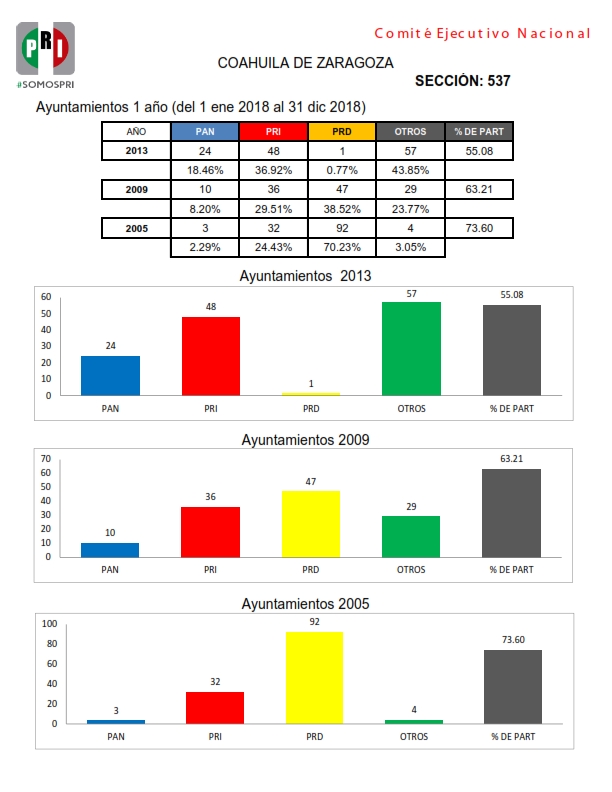 Comité Ejecutivo Nacional
PRI
#SOMOSPRI
COAHUILA DE ZARAGOZA
SECCIÓN: 537
Ayuntamientos 1 año (del 1 ene 2018 al 31 dic 2018)
AÑO PAN PRI PRD OTROS % DE PART
2013 24 48 1 57 55.08
18.46% 36.92% 0.77% 43.85%
2009 10 36 47 29 63.21
8.20% 29.51% 38.52% 23.77%
2005 3 32 92 4 73.60
2.29% 24.43% 70.23% 3.05%
Ayuntamientos 2013
60
50
40
30
20
10
0
24 48 1 57 55.08
PAN PRI PRD OTROS % DE PART
Ayuntamientos 2009
70
60
50
40
30
20
10
0
10 36 47 29 63.21
PAN PRI PRD OTROS % DE PART
Ayuntamientos 2005
100
80
60
40
20
0
3 32 92 4 73.60
PAN PRI PRD OTROS % DE PART